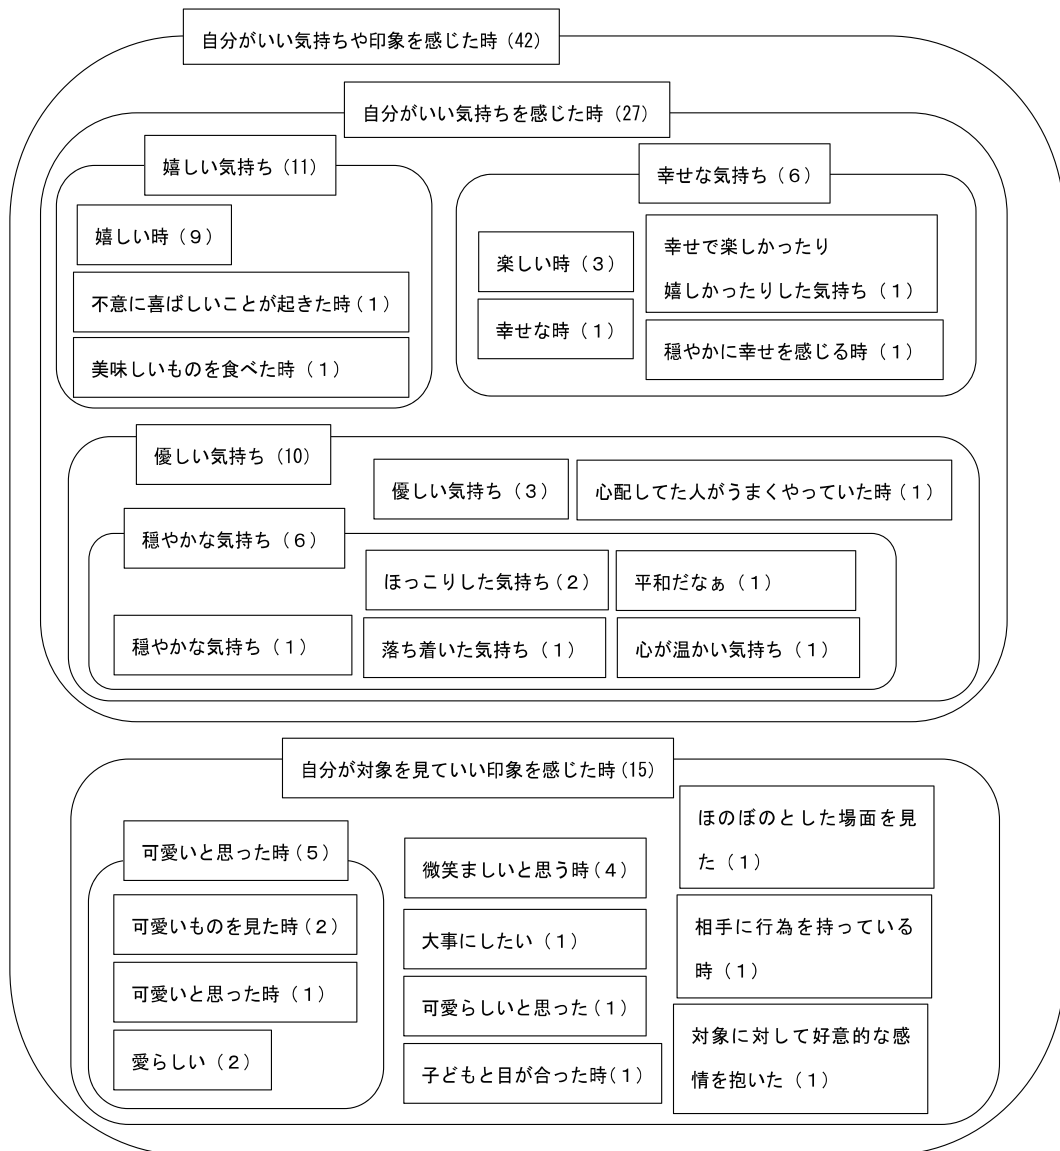 自分がいい気持ちや印象を感じた時(42)
自分がいい気持ちを感じた時(27)
嬉しい気持ち(11)
嬉しい時(9)
不意に喜ばしいことが起きた時(1)
美味しいものを食べた時(1)
幸せな気持ち(6)
楽しい時(3)
幸せな時(1)
幸せで楽しかったり
嬉しかったりした気持ち(1)
穏やかに幸せを感じる時(1)
優しい気持ち(10)
優しい気持ち(3)
心配してた人がうまくやっていた時(1)
穏やかな気持ち(6)
ほっこりした気持ち(2)
平和だなぁ(1)
穏やかな気持ち(1)
落ち着いた気持ち(1)
心が温かい気持ち(1)
自分が対象を見ていい印象を感じた時(15)
可愛いと思った時(5)
可愛いものを見た時(2)
可愛いと思った時(1)
愛らしい(2)
微笑ましいと思う時(4)
大事にしたい(1)
可愛らしいと思った(1)
子どもと目が合った時(1)
ほのぼのとした場面を見
た(1)
相手に行為を持っている
時(1)
対象に対して好意的な感
情を抱いた(1)